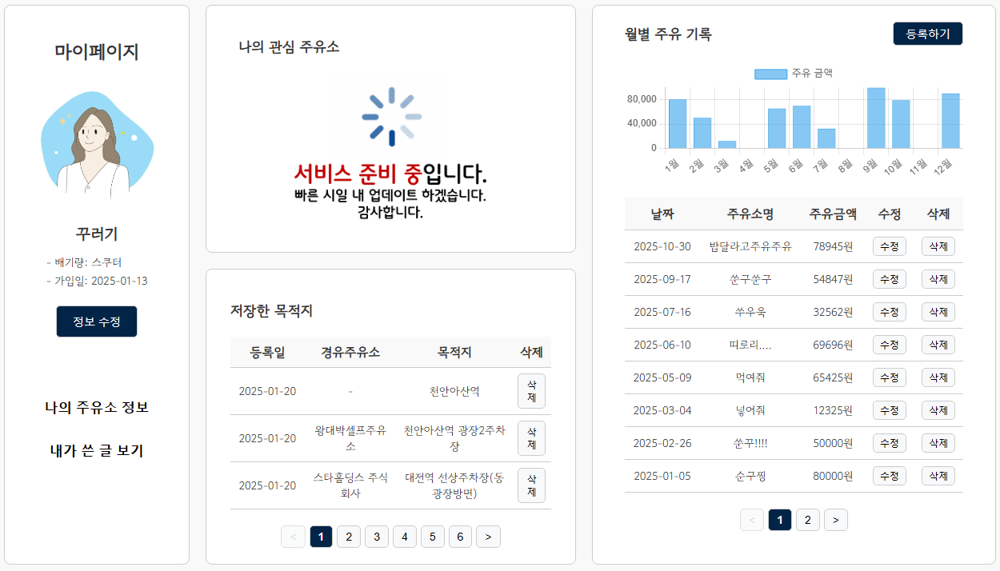 마이페이지
꾸러기
- 배기량: 스쿠터
- 가입일: 2025-01-13
정보 수정
나의 주유소 정보
내가 쓴 글 보기
나의 관심 주유소
서비스 준비 중입니다.
빠른 시일 내 업데이트 하겠습니다.
감사합니다.
저장한 목적지
등록일 경유주유소 목적지 삭제
2025-01-20 - 천안아산역 삭
제
2025-01-20 왕대박셀프주유 천안아산역 광장2주차 삭
소 장 제
2025-01-20 스타홀딩스 주식 대전역 선상주차장(동 삭
회사 광장방면) 제
< 1 2 3 4 5 6 >
월별 주유 기록 등록하기
주유 금액
80,000
40,000
0
1월 2월 3월 4월 5월 6월 7월 8월 9월 10월 11월 12월
날짜 주유소명 주유금액 수정 삭제
2025-10-30 밥달라고주유주유 78945원 수정 삭제
2025-09-17 쑨구쑨구 54847원 수정 삭제
2025-07-16 쑤우욱 32562원 수정 삭제
2025-06-10 띠로리.... 69696원 수정 삭제
2025-05-09 먹여줘 65425원 수정 삭제
2025-03-04 넣어줘 12325원 수정 삭제
2025-02-26 쑨꾸!!!! 50000원 수정 삭제
2025-01-05 순구찡 80000원 수정 삭제
< 1 2 >